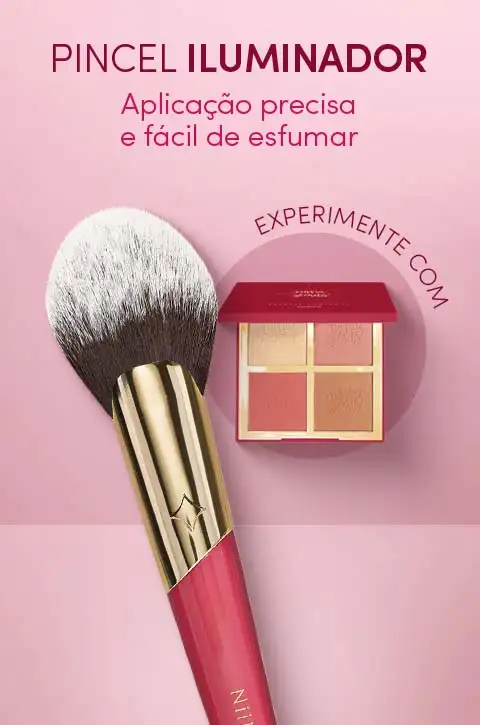 PINCEL ILUMINADOR
Aplicação precisa
e fácil de esfumar
EXPERIMENTE COM